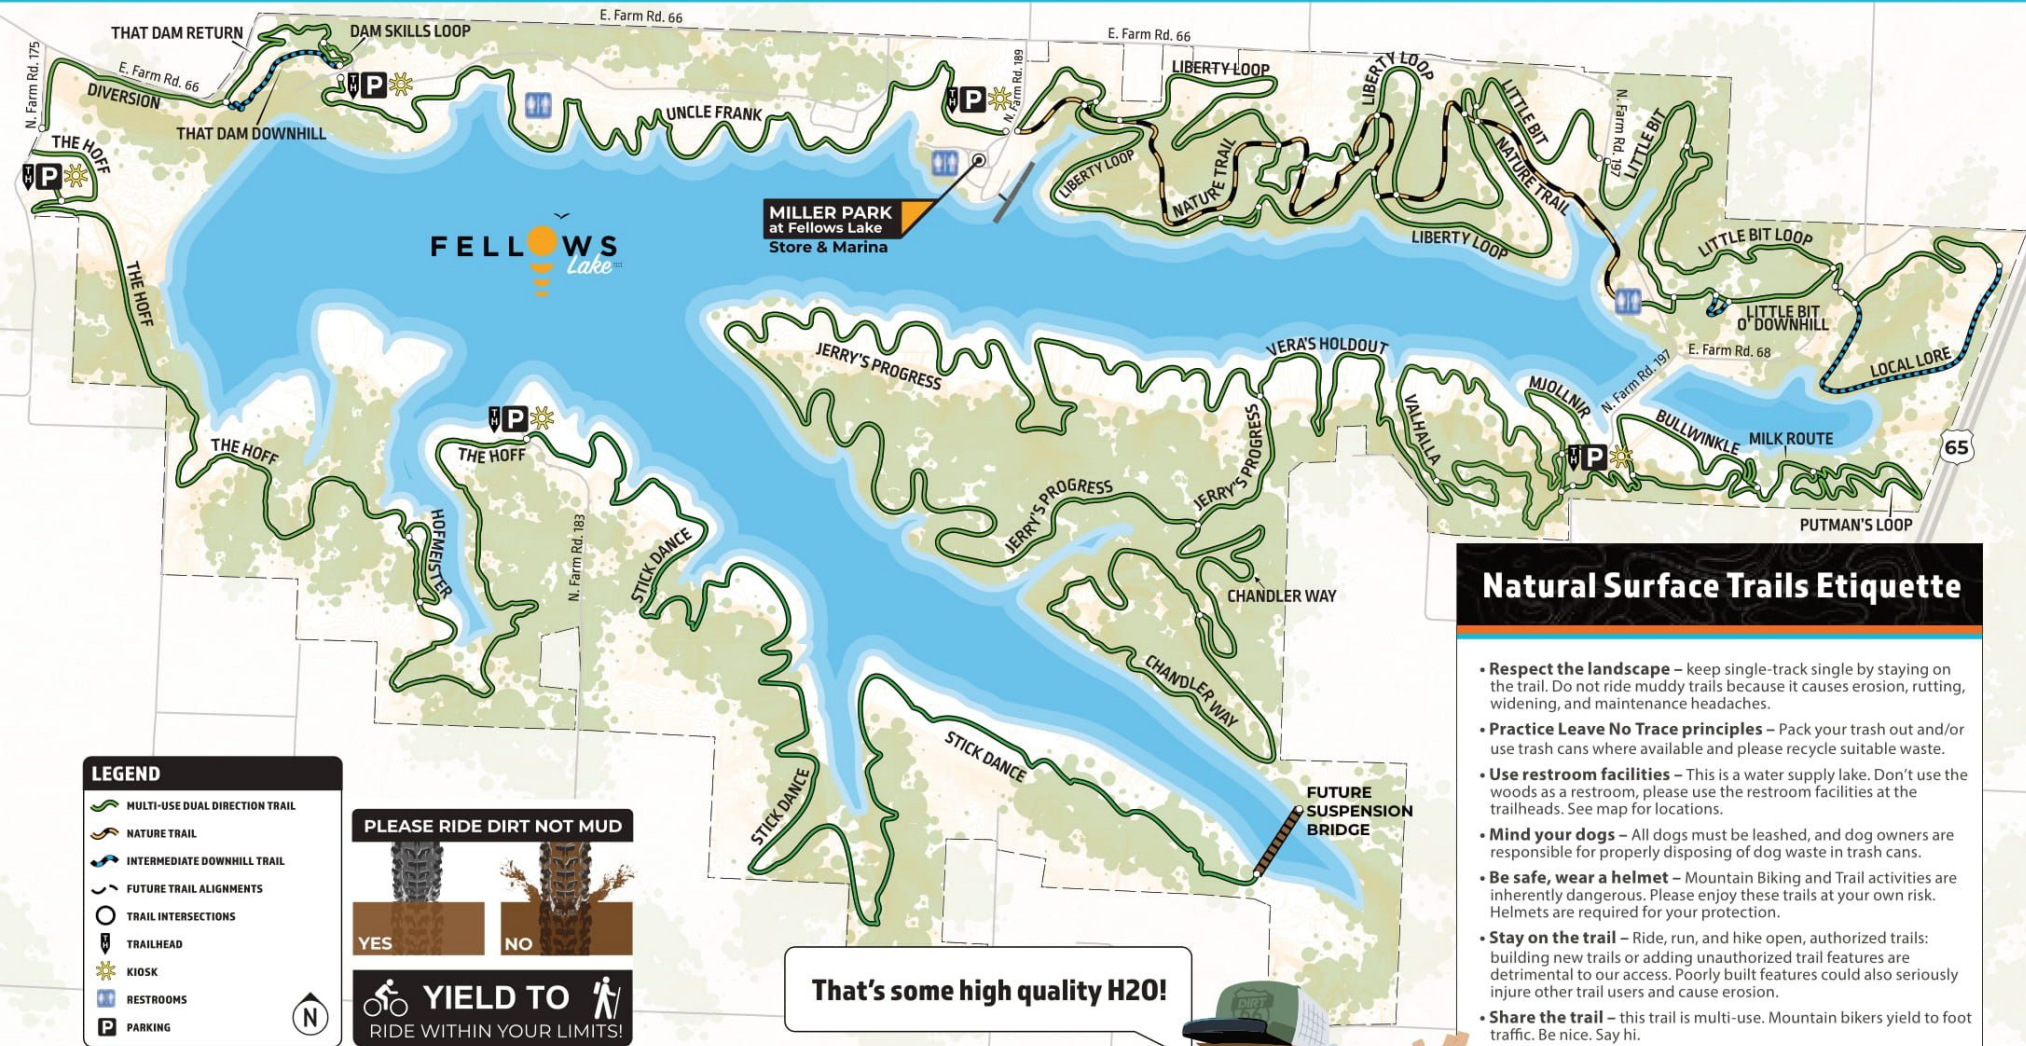 E. Farm Rd. 66
THAT DAM RETURN
DAM SKILLS LOOP
E. Farm Rd. 66
N. Farm Rd. 175
E. Farm Rd. 66
DIVERSION
THAT DAM DOWNHILL
TH P
UNCLE FRANK
TH P
N. Farm Rd. 189
LIBERTY LOOP
LIBERTY LOOP
LITTLE BIT
N. Farm Rd. 197
LITTLE BIT
THE HOFF
TH P
LIBERTY LOOP
NATURE TRAIL
NATURE TRAIL
MILLER PARK
at Fellows Lake
Store & Marina
FELLOWS
Lake
LIBERTY LOOP
LITTLE BIT LOOP
THE HOFF
LITTLE BIT
O' DOWNHILL
E. Farm Rd. 68
LOCAL LORE
JERRY'S PROGRESS
VERA'S HOLDOUT
N. Farm Rd. 197
MJOLLNIR
VALHALLA
BULLWINKLE
MILK ROUTE
65
TH P
THE HOFF
TH P
THE HOFF
JERRY'S PROGRESS
JERRY'S PROGRESS
PUTMAN'S LOOP
HOFMEISTER
N. Farm Rd. 183
STICK DANCE
CHANDLER WAY
CHANDLER WAY
STICK DANCE
STICK DANCE
FUTURE
SUSPENSION
BRIDGE
LEGEND
MULTI-USE DUAL DIRECTION TRAIL
NATURE TRAIL
INTERMEDIATE DOWNHILL TRAIL
FUTURE TRAIL ALIGNMENTS
TRAIL INTERSECTIONS
TH TRAILHEAD
KIOSK
RESTROOMS
P PARKING
N
PLEASE RIDE DIRT NOT MUD
YES
NO
YIELD TO
RIDE WITHIN YOUR LIMITS!
That's some high quality H2O!
DIRT
66
Natural Surface Trails Etiquette
• Respect the landscape – keep single-track single by staying on
the trail. Do not ride muddy trails because it causes erosion, rutting,
widening, and maintenance headaches.
• Practice Leave No Trace principles – Pack your trash out and/or
use trash cans where available and please recycle suitable waste.
• Use restroom facilities – This is a water supply lake. Don't use the
woods as a restroom, please use the restroom facilities at the
trailheads. See map for locations.
• Mind your dogs – All dogs must be leashed, and dog owners are
responsible for properly disposing of dog waste in trash cans.
• Be safe, wear a helmet – Mountain Biking and Trail activities are
inherently dangerous. Please enjoy these trails at your own risk.
Helmets are required for your protection.
• Stay on the trail – Ride, run, and hike open, authorized trails:
building new trails or adding unauthorized trail features are
detrimental to our access. Poorly built features could also seriously
injure other trail users and cause erosion.
• Share the trail – this trail is multi-use. Mountain bikers yield to foot
traffic. Be nice. Say hi.